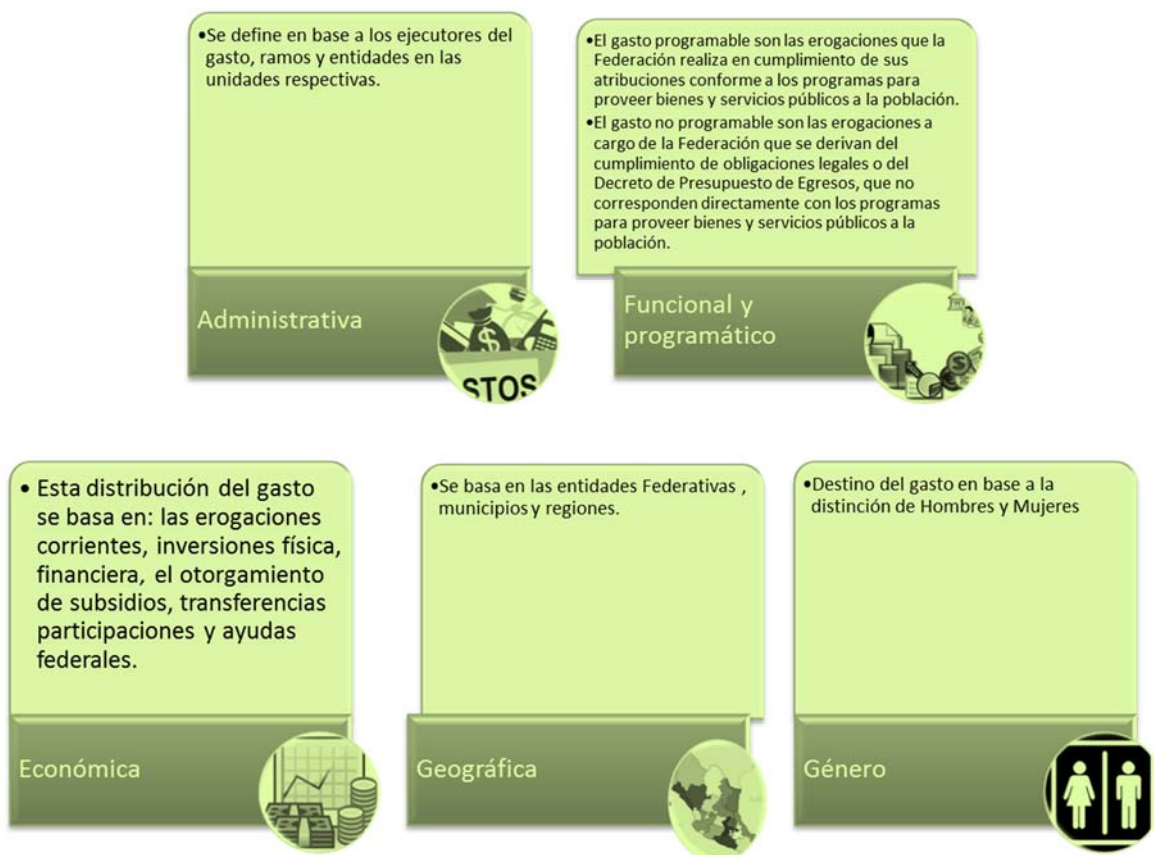 •Se define en base a los ejecutores del
gasto, ramos y entidades en las
unidades respectivas.
Administrativa
$
STOS
•El gasto programable son las erogaciones que la
Federación realiza en cumplimiento de sus
atribuciones conforme a los programas para
proveer bienes y servicios públicos a la población.
•El gasto no programable son las erogaciones a
cargo de la Federación que se derivan del
cumplimiento de obligaciones legales o del
Decreto de Presupuesto de Egresos, que no
corresponden directamente con los programas
para proveer bienes y servicios públicos a la
población.
Funcional y
programático
$
• Esta distribución del gasto
se basa en: las erogaciones
corrientes, inversiones física,
financiera, el otorgamiento
de subsidios, transferencias
participaciones y ayudas
federales.
Económica
•Se basa en las entidades Federativas ,
municipios y regiones.
Geográfica
•Destino del gasto en base a la
distinción de Hombres y Mujeres
Género